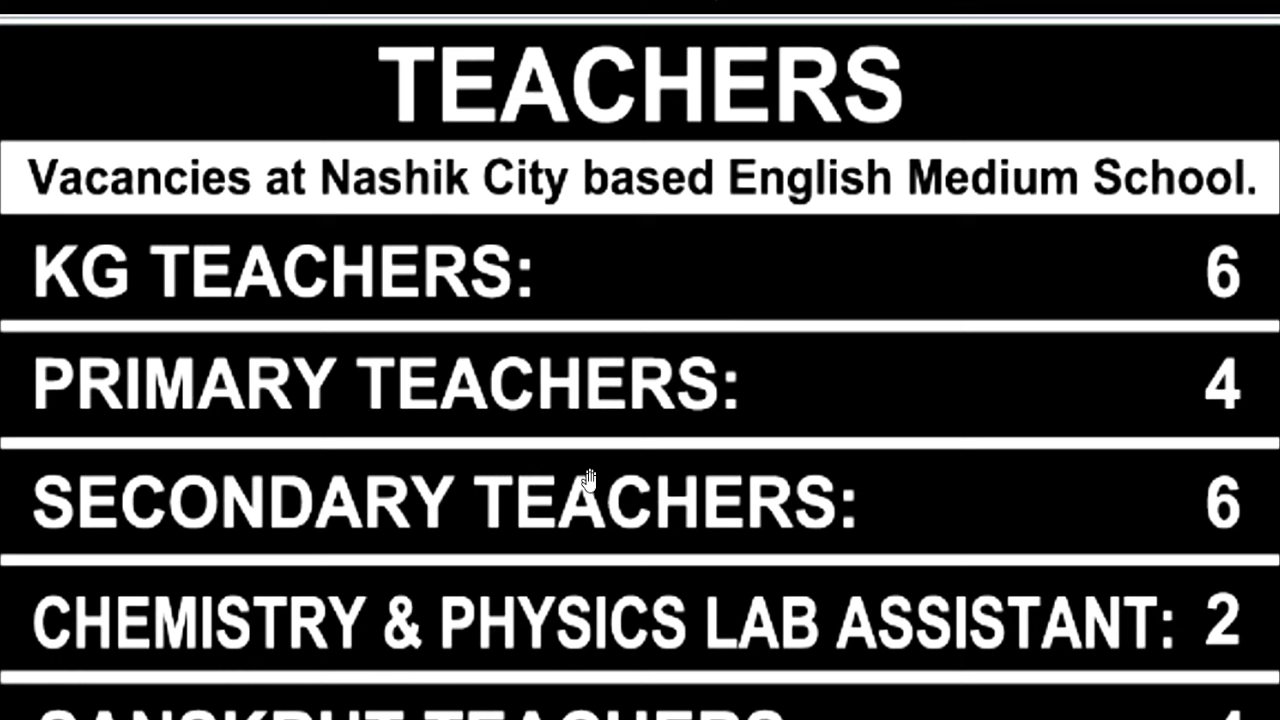 TEACHERS
Vacancies at Nashik City based English Medium School.
KG TEACHERS: 6
PRIMARY TEACHERS: 4
SECONDARY TEACHERS: 6
CHEMISTRY & PHYSICS LAB ASSISTANT: 2